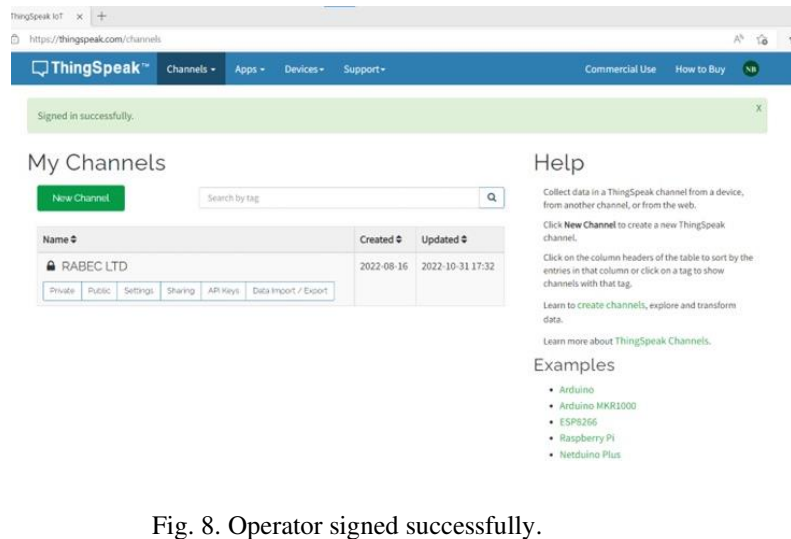 ThingSpeak IoT
https://thingspeak.com/channels
ThingSpeak™ Channels Apps Devices Support Commercial Use How to Buy NB
Signed in successfully. X
My Channels
New Channel Search by tag
Name Created Updated
RABEC LTD 2022-08-16 2022-10-31 17:32
Private Public Settings Sharing API Keys Data Import / Export
Help
Collect data in a ThingSpeak channel from a device,
from another channel, or from the web.
Click New Channel to create a new ThingSpeak
channel.
Click on the column headers of the table to sort by the
entries in that column or click on a tag to show
channels with that tag.
Learn to create channels, explore and transform
data.
Learn more about ThingSpeak Channels.
Examples
• Arduino
• Arduino MKR1000
• ESP8266
• Raspberry Pi
• Netduino Plus
Fig. 8. Operator signed successfully.